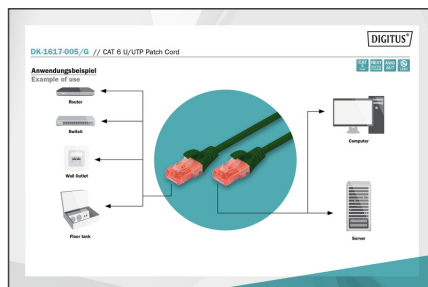 DIGITUS®
DK-1617-005/G // CAT 6 U/UTP Patch Cord
Anwendungsbeispiel
Example of use
Router
Switch
Wall Outlet
Floor tank
Computer
Server